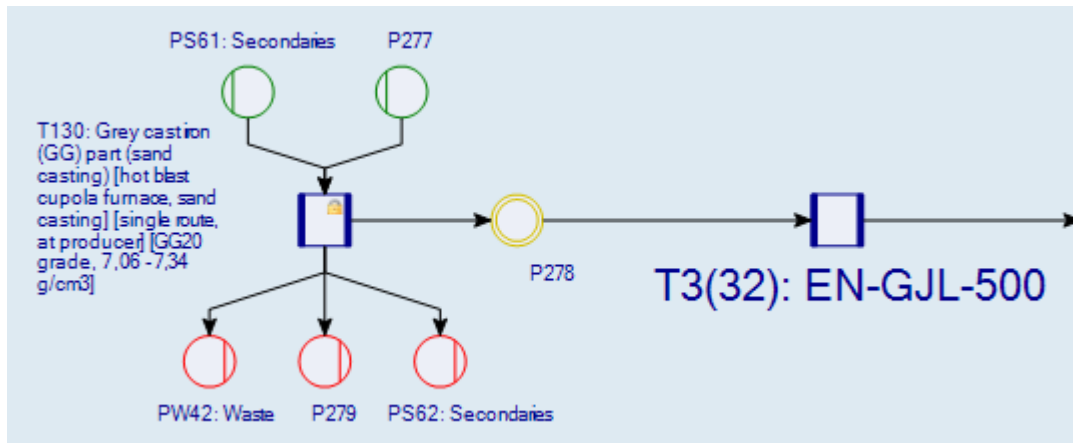 PS61: Secondaries
P277
T130: Grey cast iron
(GG) part (sand
casting) [hot blast
cupola furnace, sand
casting] [single route,
at producer] [GG20
grade, 7,06 -7,34
g/cm3]
P278
T3(32): EN-GJL-500
PW42: Waste
P279
PS62: Secondaries